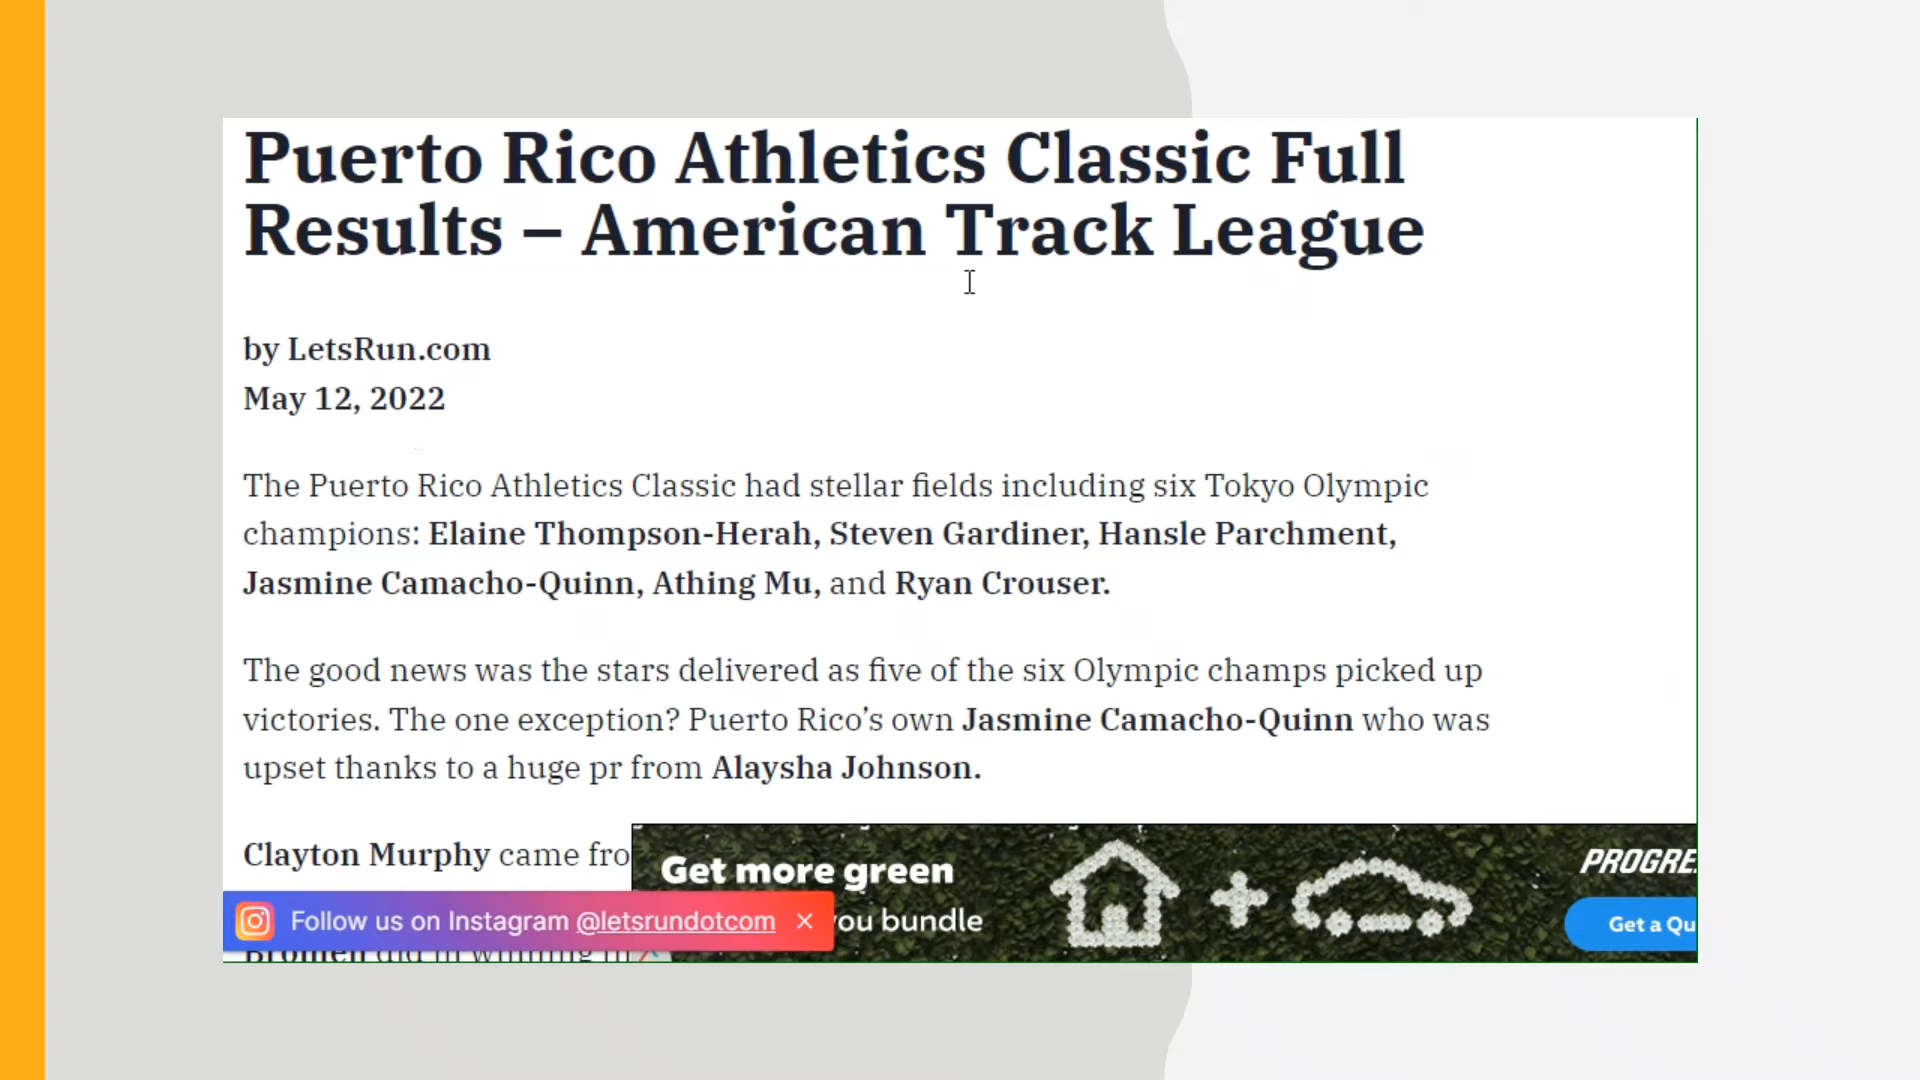 Puerto Rico Athletics Classic Full
Results – American Track League
by LetsRun.com
May 12, 2022
The Puerto Rico Athletics Classic had stellar fields including six Tokyo Olympic
champions: Elaine Thompson-Herah, Steven Gardiner, Hansle Parchment,
Jasmine Camacho-Quinn, Athing Mu, and Ryan Crouser.
The good news was the stars delivered as five of the six Olympic champs picked up
victories. The one exception? Puerto Rico’s own Jasmine Camacho-Quinn who was
upset thanks to a huge pr from Alaysha Johnson.
Clayton Murphy came fro
Get more green
PROGRE
Follow us on Instagram @letsrundotcom ×
you bundle
Get a Qu